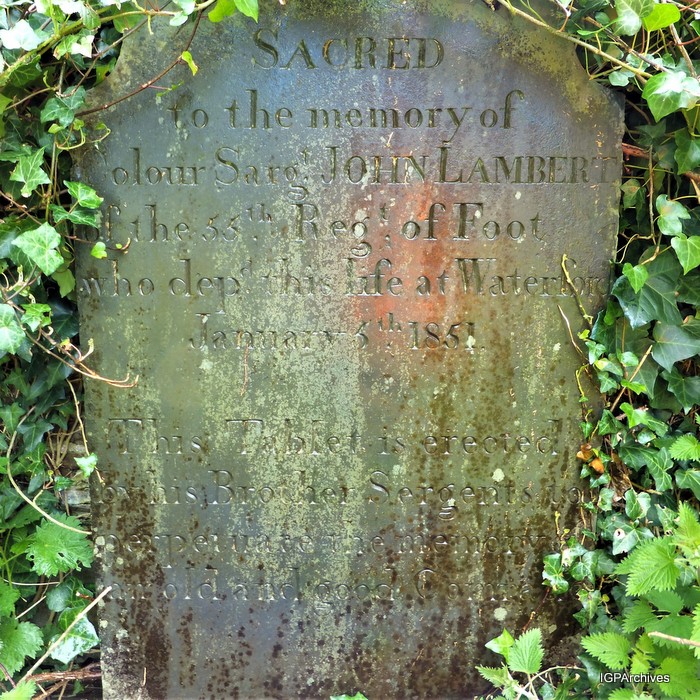 SACRED
to the memory of
Colour Sargt. JOHN LAMBERT
of the 55th Regt. of Foot
who depd this life at Waterford
January 5th 1851.
This Tablet is erected
by his Brother Sergents to
perpetuate the memory
an old and good
IGPArchives